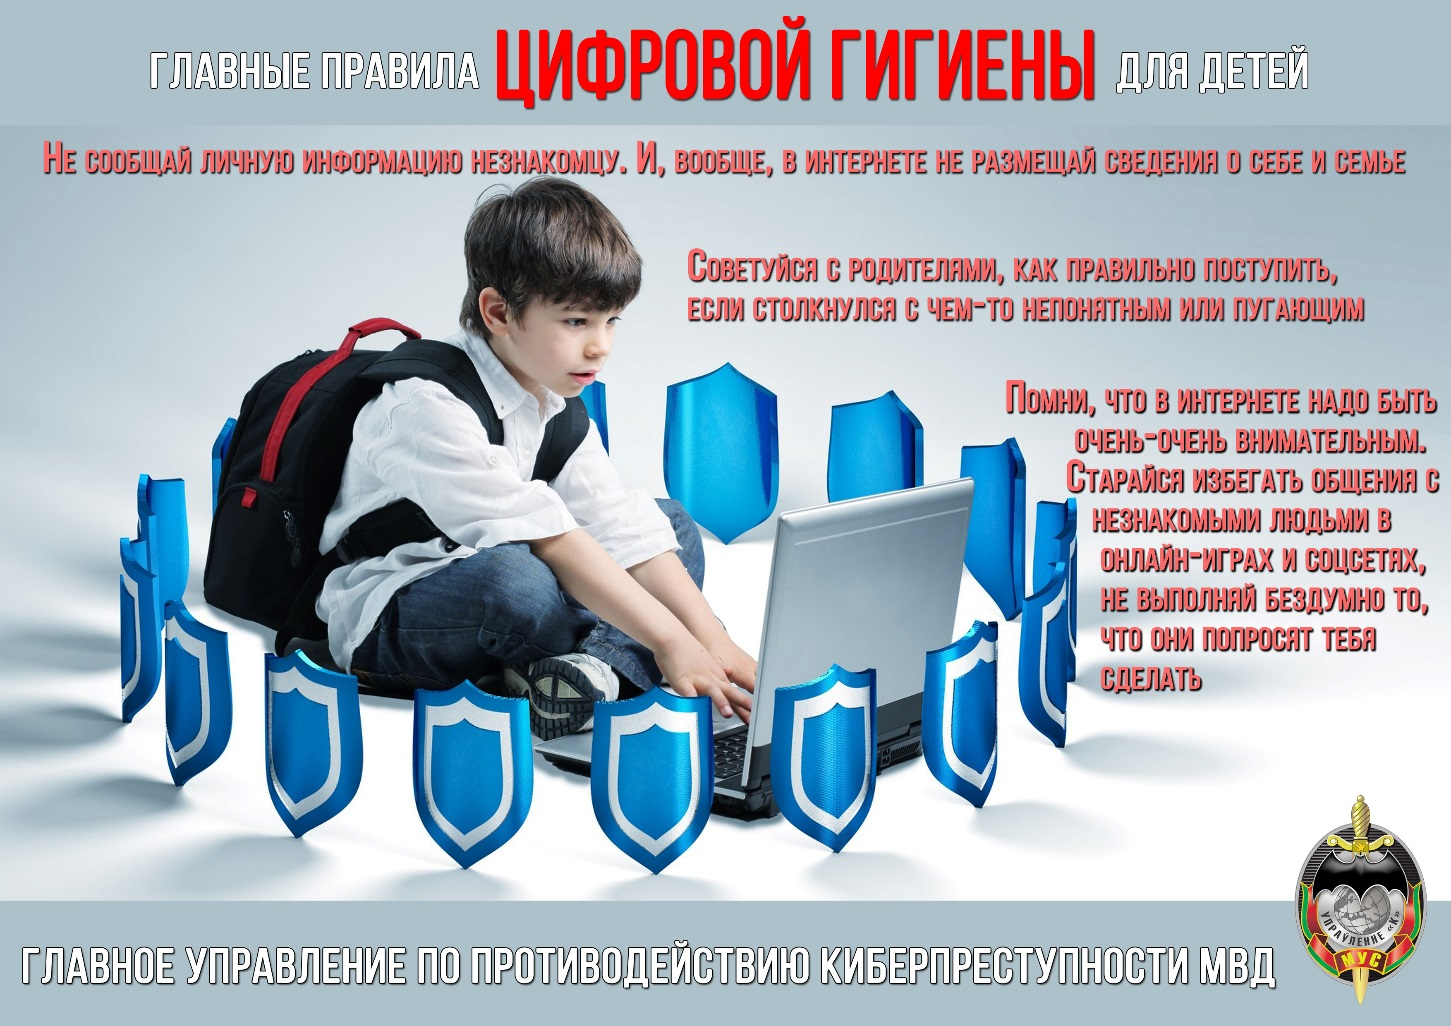 ГЛАВНЫЕ ПРАВИЛА ЦИФРОВОЙ ГИГИЕНЫ ДЛЯ ДЕТЕЙ
НЕ СООБЩАЙ ЛИЧНУЮ ИНФОРМАЦИЮ НЕЗНАКОМЦУ. И, ВООБЩЕ, В ИНТЕРНЕТЕ НЕ РАЗМЕЩАЙ СВЕДЕНИЯ О СЕБЕ И СЕМЬЕ
СОВЕТУЙСЯ С РОДИТЕЛЯМИ, КАК ПРАВИЛЬНО ПОСТУПИТЬ,
ЕСЛИ СТОЛКНУЛСЯ С ЧЕМ-ТО НЕПОНЯТНЫМ ИЛИ ПУГАЮЩИМ
ПОМНИ, ЧТО В ИНТЕРНЕТЕ НАДО БЫТЬ
ОЧЕНЬ-ОЧЕНЬ ВНИМАТЕЛЬНЫМ.
СТАРАЙСЯ ИЗБЕГАТЬ ОБЩЕНИЯ С
НЕЗНАКОМЫМИ ЛЮДЬМИ В
ОНЛАЙН-ИГРАХ И СОЦСЕТЯХ,
НЕ ВЫПОЛНЯЙ БЕЗДУМНО ТО,
ЧТО ОНИ ПОПРОСЯТ ТЕБЯ
СДЕЛАТЬ
УПРАЎЛЕННЕ «К»
МУС
ГЛАВНОЕ УПРАВЛЕНИЕ ПО ПРОТИВОДЕЙСТВИЮ КИБЕРПРЕСТУПНОСТИ МВД